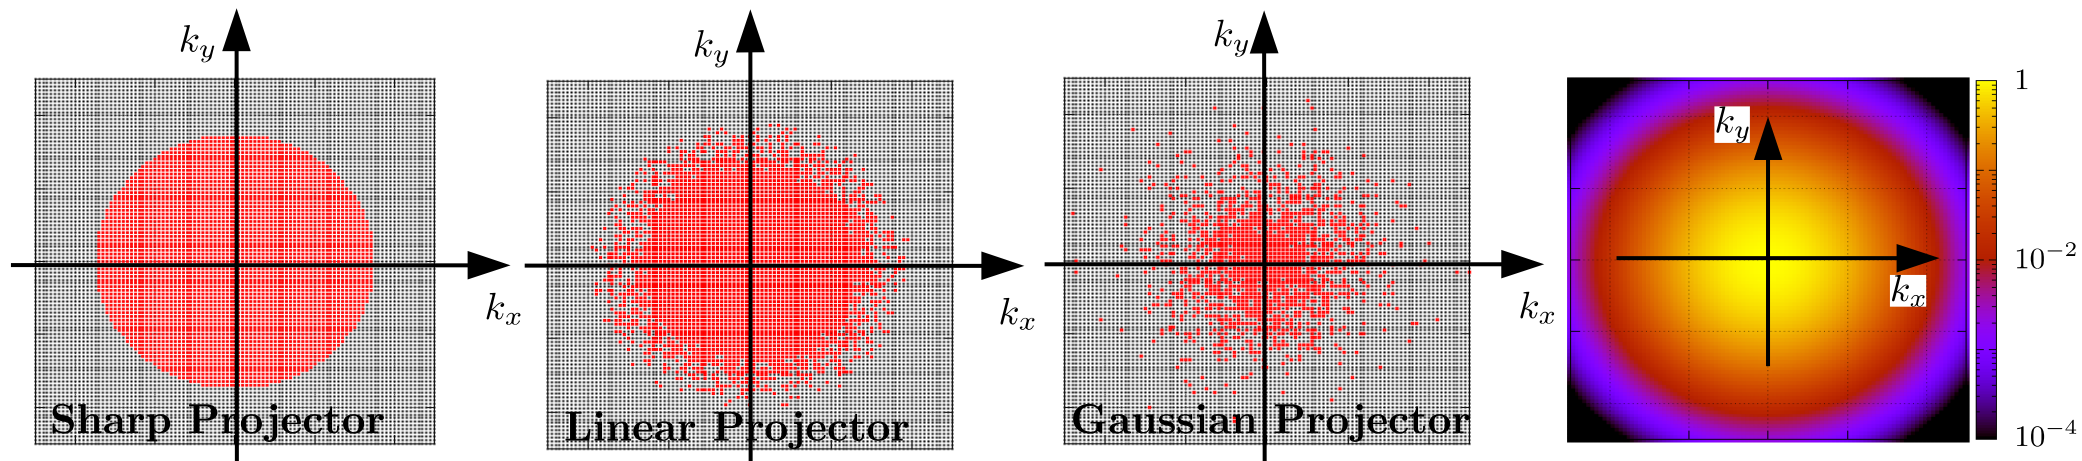 k_y
k_x
Sharp Projector
k_y
k_x
Linear Projector
k_y
k_x
Gaussian Projector
k_y
k_x
1
10^{-2}
10^{-4}